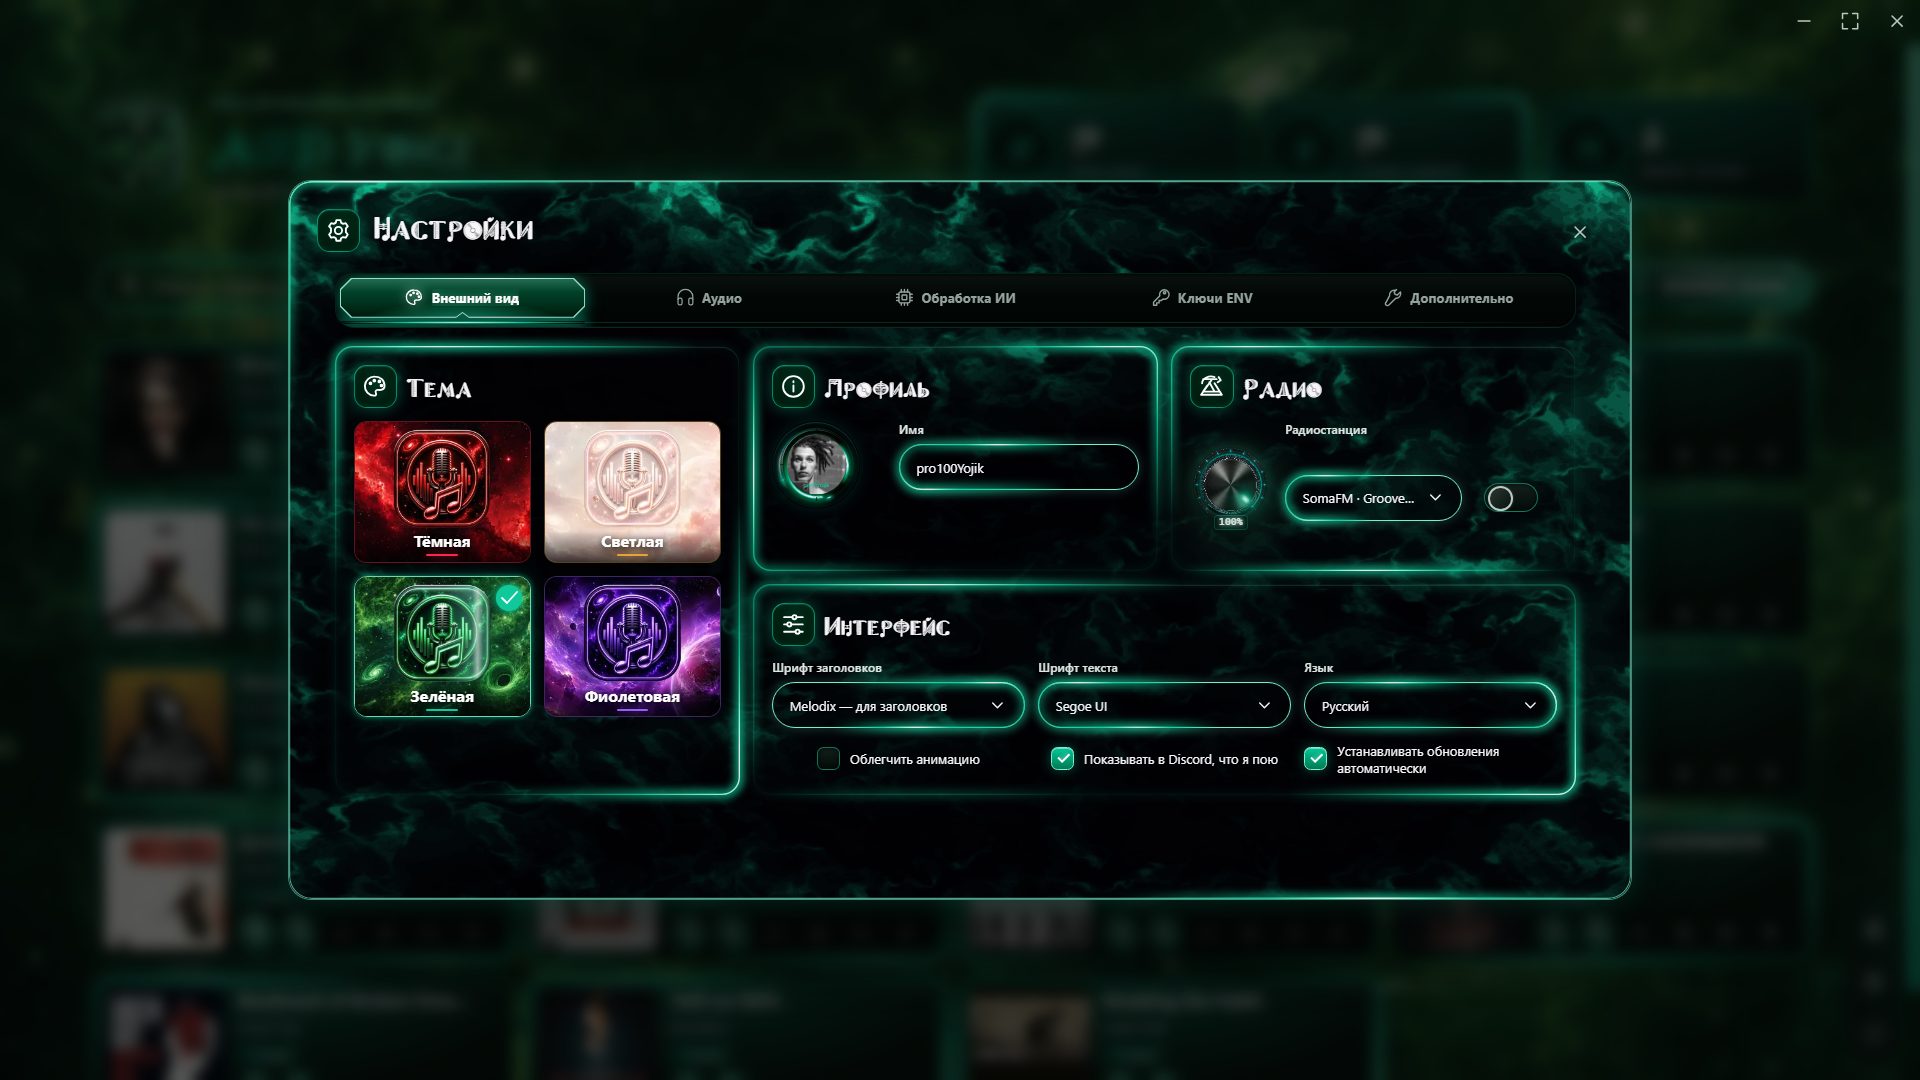 Настройки
Внешний вид
Аудио
Обработка ИИ
Ключи ENV
Дополнительно
Тема
Тёмная
Светлая
Зелёная
Фиолетовая
Профиль
Имя
pro100Yojik
Радио
Радиостанция
100%
SomaFM · Groove...
Интерфейс
Шрифт заголовков
Шрифт текста
Язык
Melodix — для заголовков
Segoe UI
Русский
Облегчить анимацию
Показывать в Discord, что я пою
Устанавливать обновления
автоматически